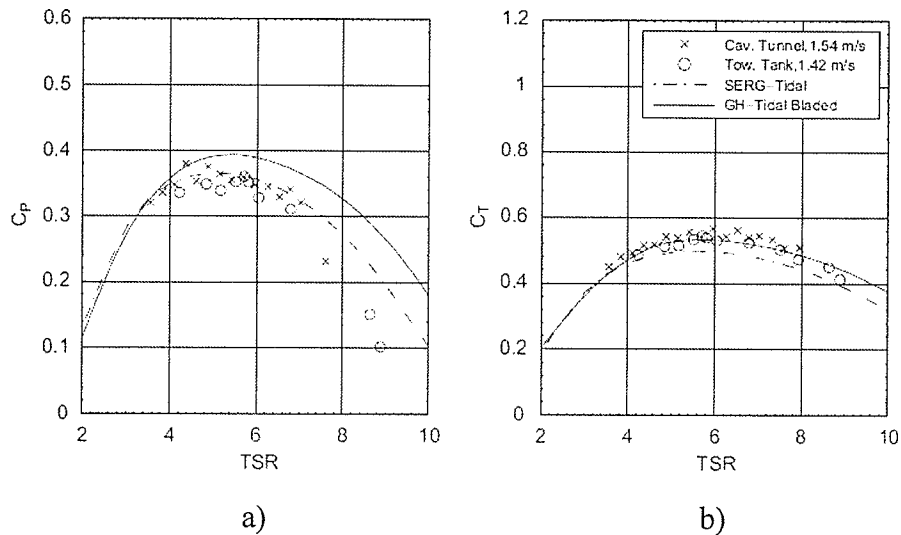 0.6
0.5
0.4
0.3
0.2
0.1
0
CP
2
4
6
8
10
TSR
a)
1.2
1
0.8
0.6
0.4
0.2
0
CT
Cav. Tunnel,1.54 m/s
Tow. Tank,1.42 m/s
SERG-Tidal
GH-Tidal Bladed
2
4
6
8
10
TSR
b)